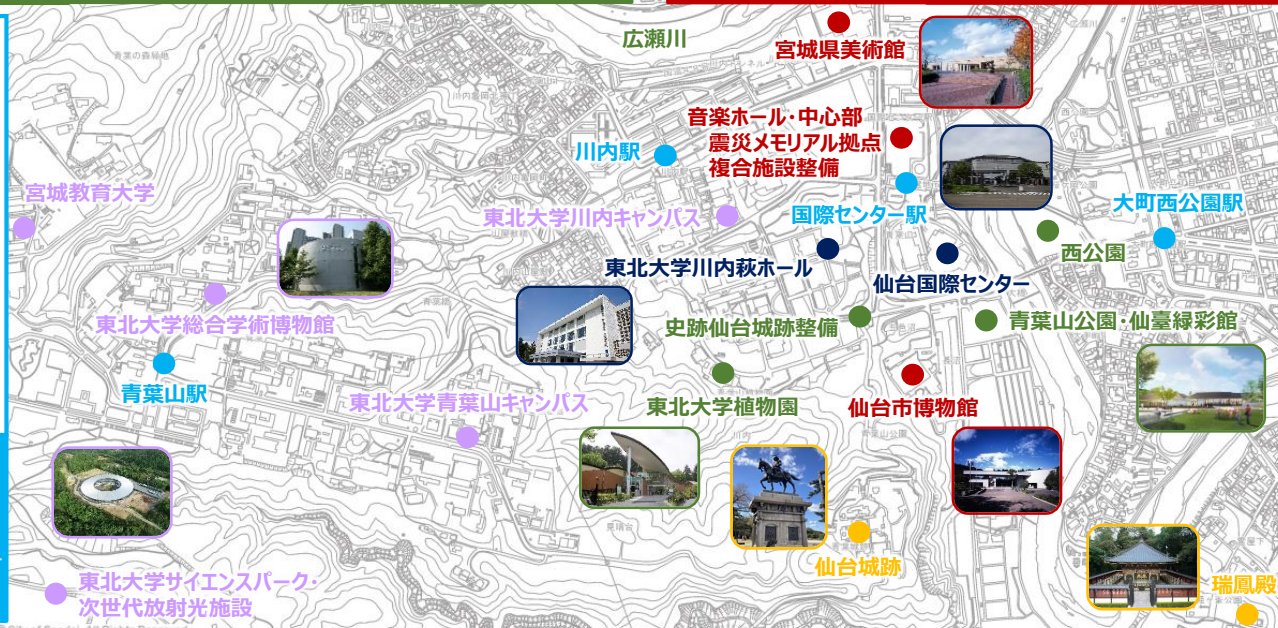 広瀬川
宮城県美術館
音楽ホール・中心部
震災メモリアル拠点
複合施設整備
川内駅
宮城教育大学
東北大学川内キャンパス
国際センター駅
大町西公園駅
西公園
東北大学川内萩ホール
仙台国際センター
東北大学総合学術博物館
史跡仙台城跡整備
青葉山公園・仙臺緑彩館
青葉山駅
東北大学青葉山キャンパス
東北大学植物園
仙台市博物館
仙台城跡
東北大学サイエンスパーク・
次世代放射光施設
瑞鳳殿